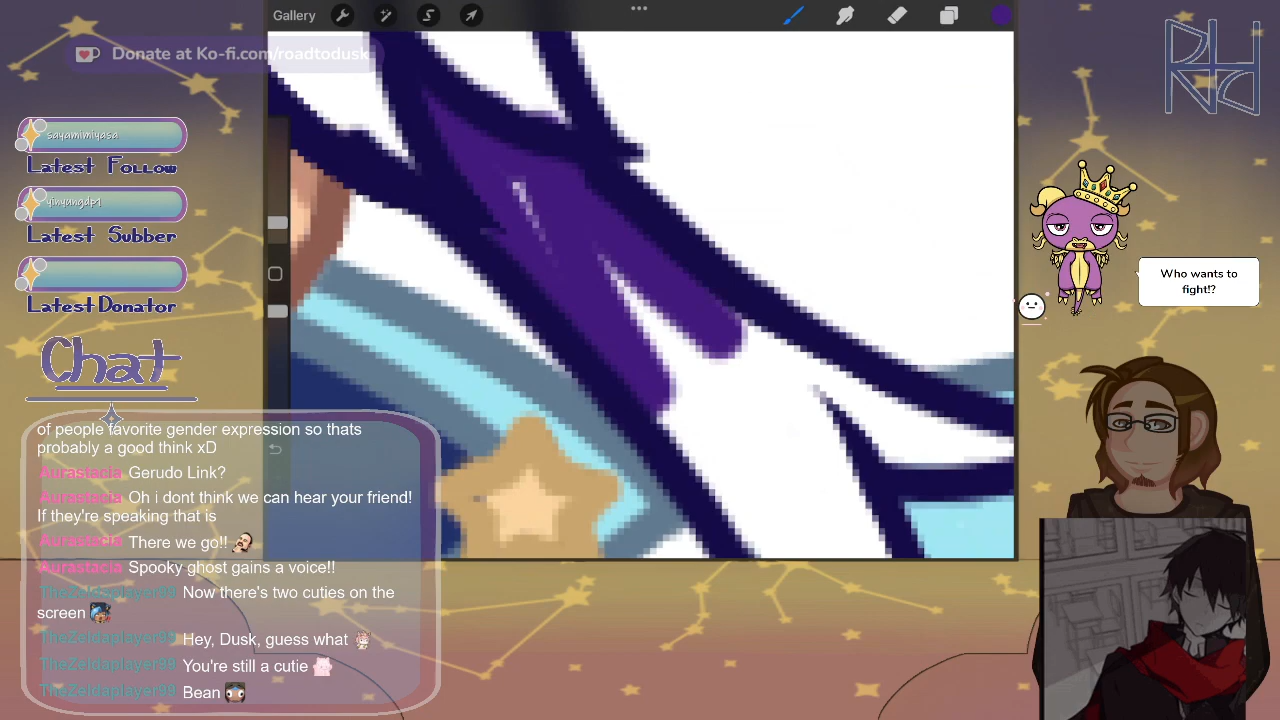 Gallery
Donate at Ko-fi.com/roadtodusk
sayamimiyasa
Latest Follow
yinyangdp1
Latest Subber
Latest Donator
Chat
of people favorite gender expression so thats
probably a good think xD
Aurastacia Gerudo Link?
Aurastacia Oh i dont think we can hear your friend!
If they're speaking that is
Aurastacia There we go!!
Aurastacia Spooky ghost gains a voice!!
TheZeldaplayer99 Now there's two cuties on the
screen
TheZeldaplayer99 Hey, Dusk, guess what
TheZeldaplayer99 You're still a cutie
TheZeldaplayer99 Bean
Who wants to
fight!?